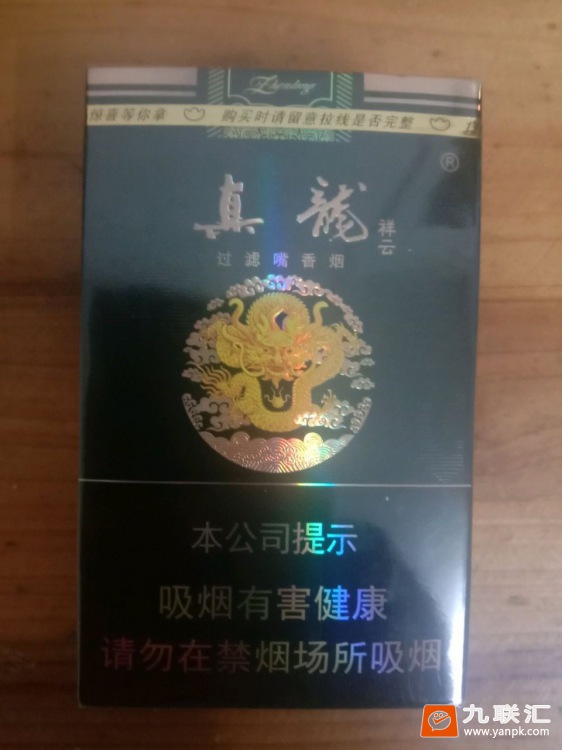 Zhenlong
惊喜等你拿 购买时请留意拉线是否完整
®
真龍
祥云
过滤嘴香烟
本公司提示
吸烟有害健康
请勿在禁烟场所吸烟
九联汇
www.yanpk.com